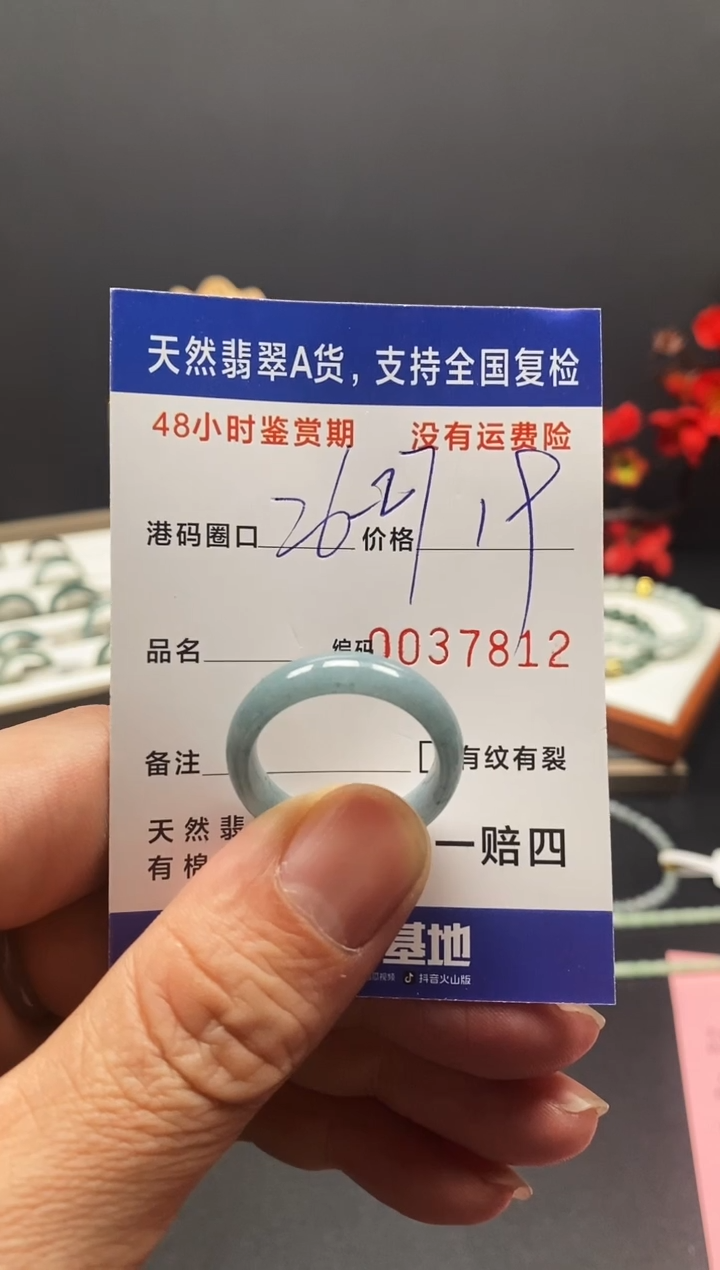 天然翡翠A货，支持全国复检
48小时鉴赏期 没有运费险
港码圈口 26-27 价格 19
品名 编码 0037812
备注 有纹有裂
天然翡 一赔四
有棉
基地
抖音火山版